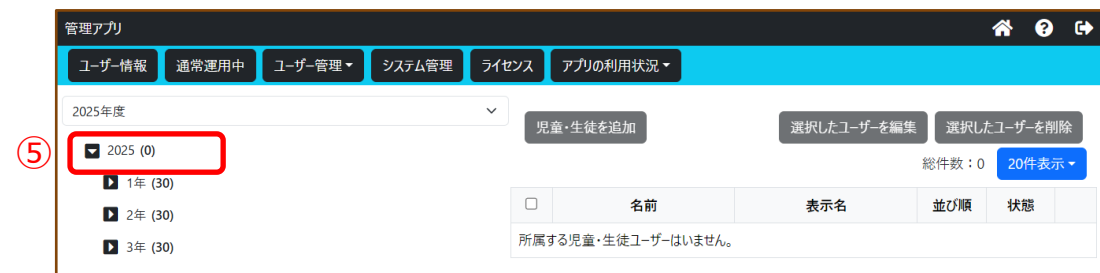 管理アプリ
ユーザー情報 通常運用中 ユーザー管理 システム管理 ライセンス アプリの利用状況
2025年度
児童・生徒を追加 選択したユーザーを編集 選択したユーザーを削除
⑤ 2025 (0)
総件数：0 20件表示
1年 (30)
2年 (30)
3年 (30)
名前 表示名 並び順 状態
所属する児童・生徒ユーザーはいません。